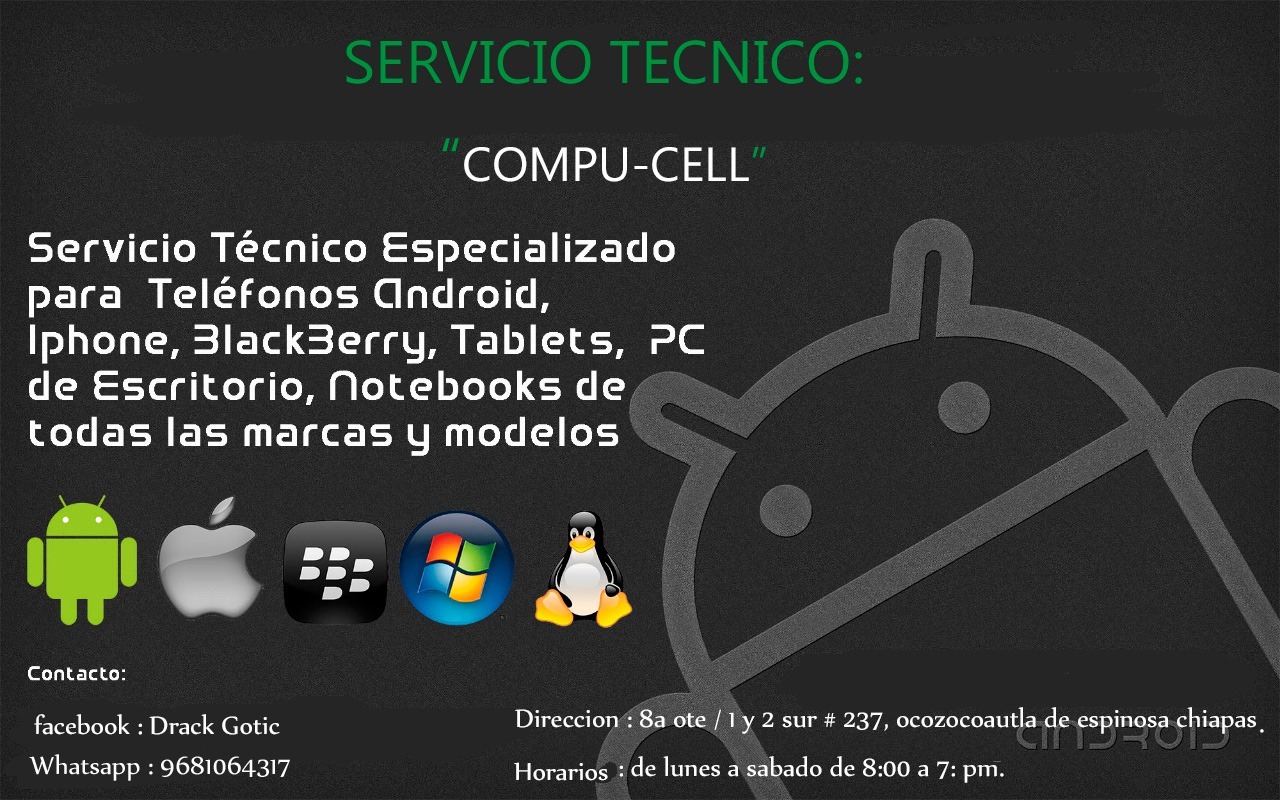 SERVICIO TECNICO:
"COMPU-CELL"
Servicio Técnico Especializado
para Teléfonos Android,
Iphone, BlackBerry, Tablets, PC
de Escritorio, Notebooks de
todas las marcas y modelos
Contacto:
facebook : Drack Gotic
Whatsapp : 9681064317
Direccion : 8a ote / 1 y 2 sur # 237, ocozocoautla de espinosa chiapas .
ANDROID
Horarios : de lunes a sabado de 8:00 a 7: pm.